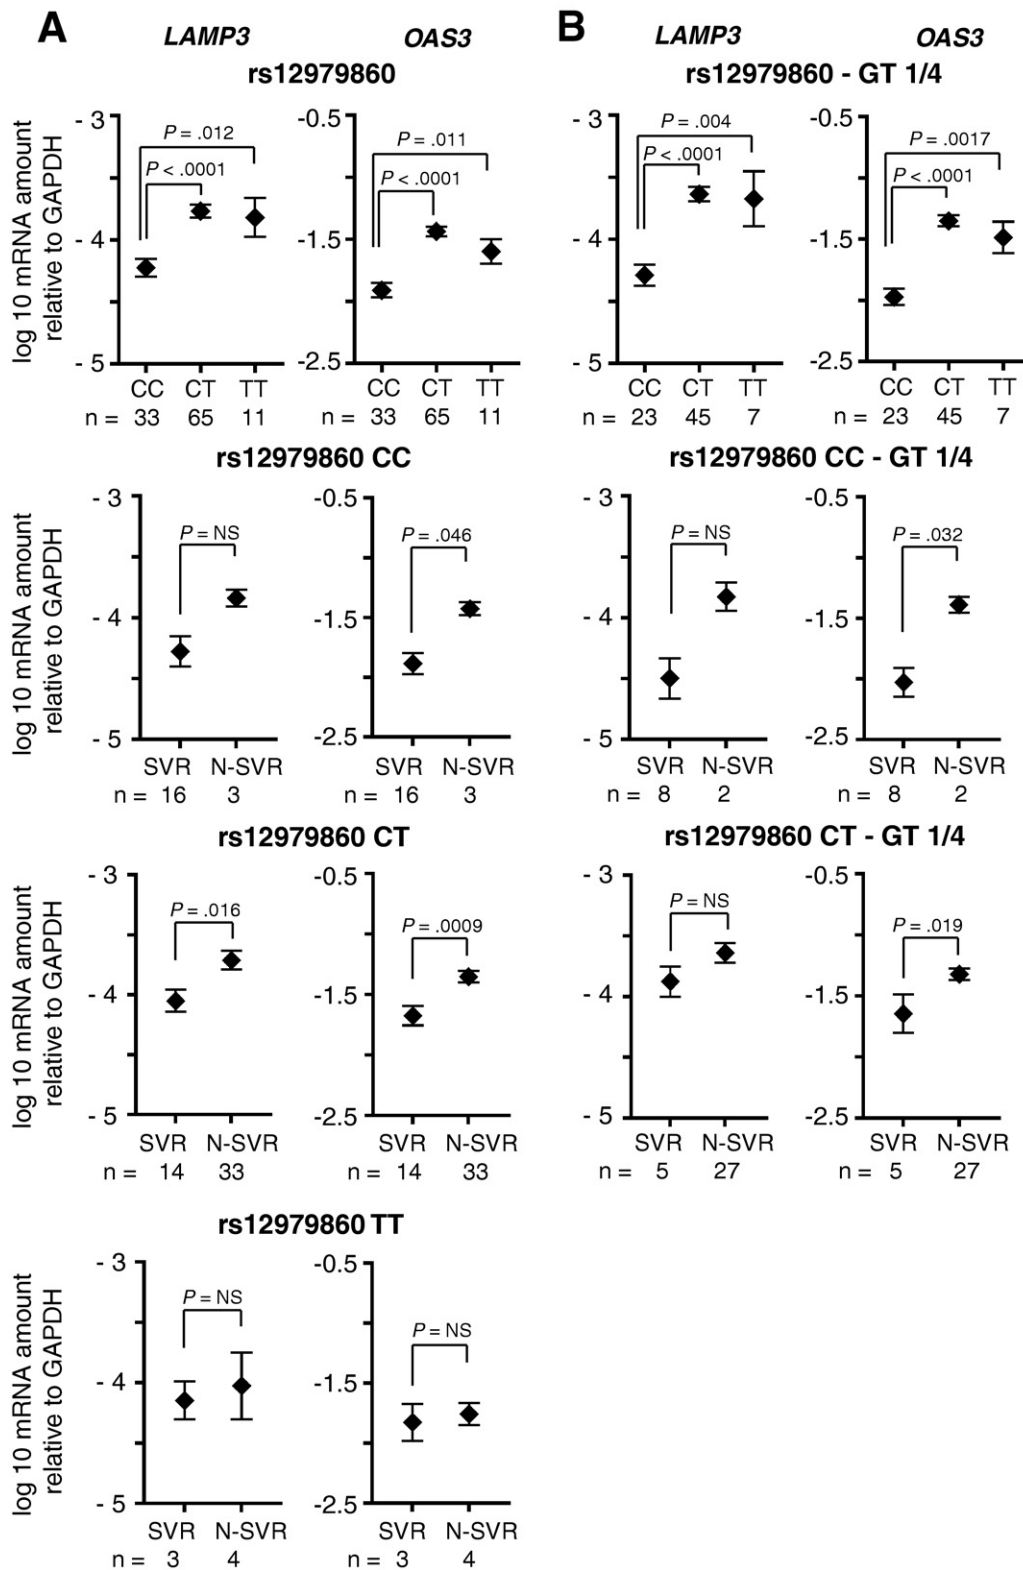 A
B
LAMP3
OAS3
LAMP3
OAS3
rs12979860
rs12979860 - GT 1/4
log 10 mRNA amount
relative to GAPDH
- 3
- 4
- 5
P = .012
P < .0001
CC CT TT
n = 33 65 11
-0.5
-1.5
-2.5
P = .011
P < .0001
CC CT TT
n = 33 65 11
- 3
- 4
- 5
P = .004
P < .0001
CC CT TT
n = 23 45 7
-0.5
-1.5
-2.5
P = .0017
P < .0001
CC CT TT
n = 23 45 7
rs12979860 CC
rs12979860 CC - GT 1/4
log 10 mRNA amount
relative to GAPDH
- 3
- 4
- 5
P = NS
SVR N-SVR
n = 16 3
-0.5
-1.5
-2.5
P = .046
SVR N-SVR
n = 16 3
- 3
- 4
- 5
P = NS
SVR N-SVR
n = 8 2
-0.5
-1.5
-2.5
P = .032
SVR N-SVR
n = 8 2
rs12979860 CT
rs12979860 CT - GT 1/4
log 10 mRNA amount
relative to GAPDH
- 3
- 4
- 5
P = .016
SVR N-SVR
n = 14 33
-0.5
-1.5
-2.5
P = .0009
SVR N-SVR
n = 14 33
- 3
- 4
- 5
P = NS
SVR N-SVR
n = 5 27
-0.5
-1.5
-2.5
P = .019
SVR N-SVR
n = 5 27
rs12979860 TT
log 10 mRNA amount
relative to GAPDH
- 3
- 4
- 5
P = NS
SVR N-SVR
n = 3 4
-0.5
-1.5
-2.5
P = NS
SVR N-SVR
n = 3 4